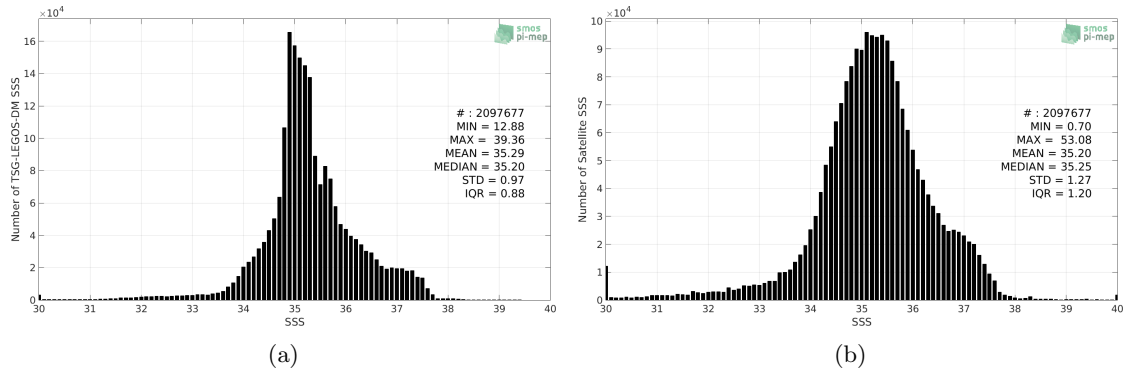 ×10⁴
18
16
14
12
10
8
6
4
2
0
Number of TSG-LEGOS-DM SSS
smos
pi-mep
# : 2097677
MIN = 12.88
MAX = 39.36
MEAN = 35.29
MEDIAN = 35.20
STD = 0.97
IQR = 0.88
30 31 32 33 34 35 36 37 38 39 40
SSS
(a)
×10⁴
10
9
8
7
6
5
4
3
2
1
0
Number of Satellite SSS
smos
pi-mep
# : 2097677
MIN = 0.70
MAX = 53.08
MEAN = 35.20
MEDIAN = 35.25
STD = 1.27
IQR = 1.20
30 31 32 33 34 35 36 37 38 39 40
SSS
(b)